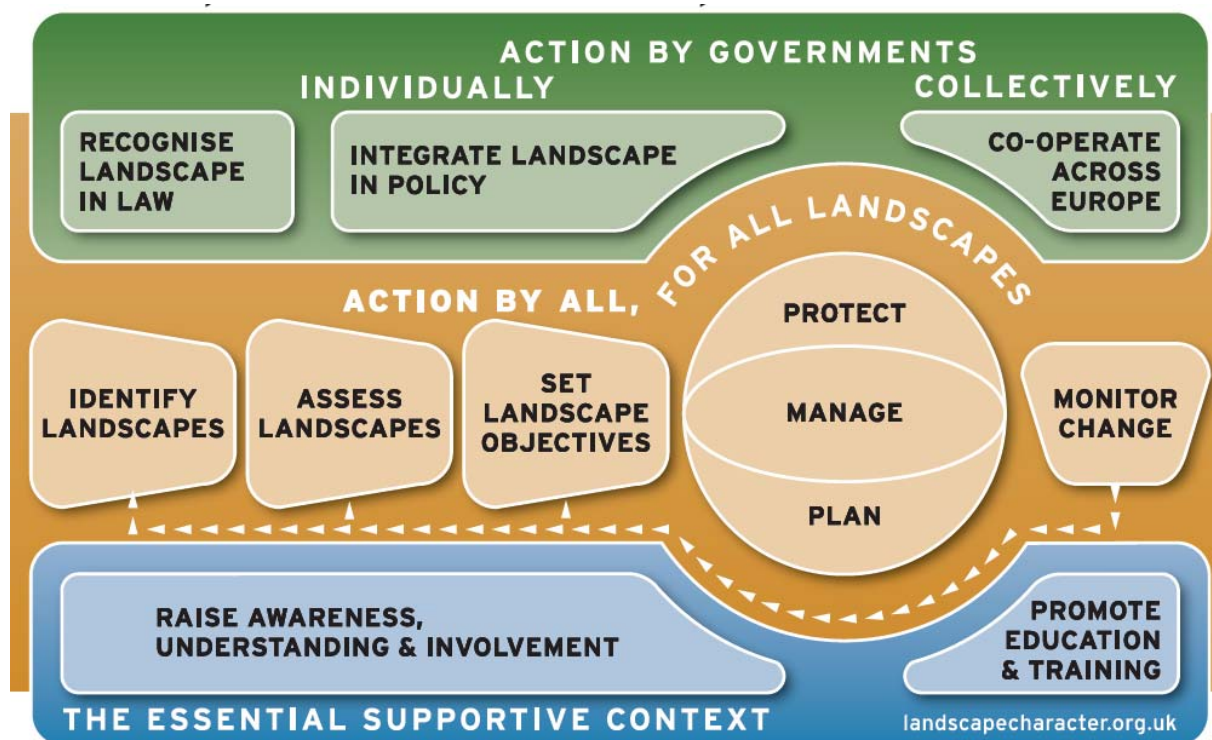 ACTION BY GOVERNMENTS
INDIVIDUALLY
COLLECTIVELY
RECOGNISE
LANDSCAPE
IN LAW
INTEGRATE LANDSCAPE
IN POLICY
CO-OPERATE
ACROSS
EUROPE
ACTION BY ALL, FOR ALL LANDSCAPES
IDENTIFY
LANDSCAPES
ASSESS
LANDSCAPES
SET
LANDSCAPE
OBJECTIVES
PROTECT
MANAGE
PLAN
MONITOR
CHANGE
RAISE AWARENESS,
UNDERSTANDING & INVOLVEMENT
PROMOTE
EDUCATION
& TRAINING
THE ESSENTIAL SUPPORTIVE CONTEXT
landscapecharacter.org.uk